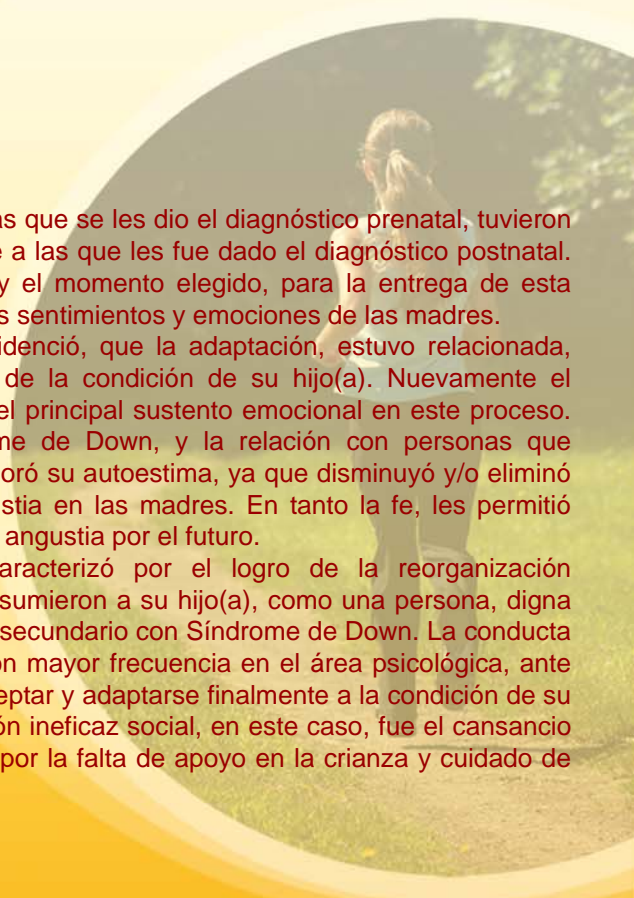 as que se les dio el diagnóstico prenatal, tuvieron
e a las que les fue dado el diagnóstico postnatal.
y el momento elegido, para la entrega de esta
s sentimientos y emociones de las madres.
idenció, que la adaptación, estuvo relacionada,
de la condición de su hijo(a). Nuevamente el
el principal sustento emocional en este proceso.
me de Down, y la relación con personas que
oró su autoestima, ya que disminuyó y/o eliminó
stia en las madres. En tanto la fe, les permitió
angustia por el futuro.
aracterizó por el logro de la reorganización
sumieron a su hijo(a), como una persona, digna
secundario con Síndrome de Down. La conducta
on mayor frecuencia en el área psicológica, ante
eptar y adaptarse finalmente a la condición de su
ón ineficaz social, en este caso, fue el cansancio
por la falta de apoyo en la crianza y cuidado de